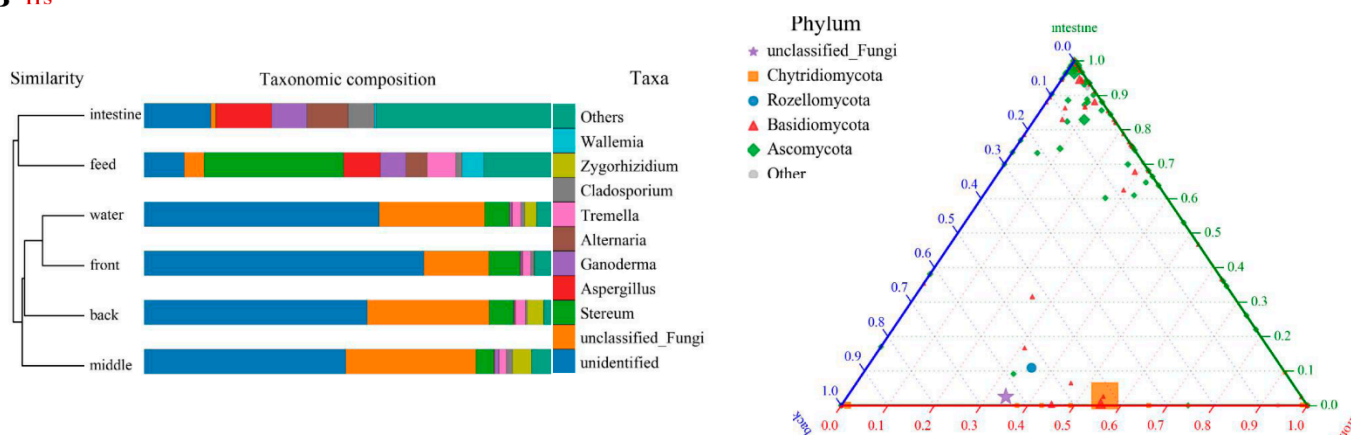 ITS
Similarity
Taxonomic composition
Taxa
intestine
feed
water
front
back
middle
Others
Wallemia
Zygorhizidium
Cladosporium
Tremella
Alternaria
Ganoderma
Aspergillus
Stereum
unclassified_Fungi
unidentified
Phylum
unclassified_Fungi
Chytridiomycota
Rozellomycota
Basidiomycota
Ascomycota
Other
intestine
0.0
0.1
0.2
0.3
0.4
0.5
0.6
0.7
0.8
0.9
1.0
1.0
0.9
0.8
0.7
0.6
0.5
0.4
0.3
0.2
0.1
0.0
back
0.0
0.1
0.2
0.3
0.4
0.5
0.6
0.7
0.8
0.9
1.0